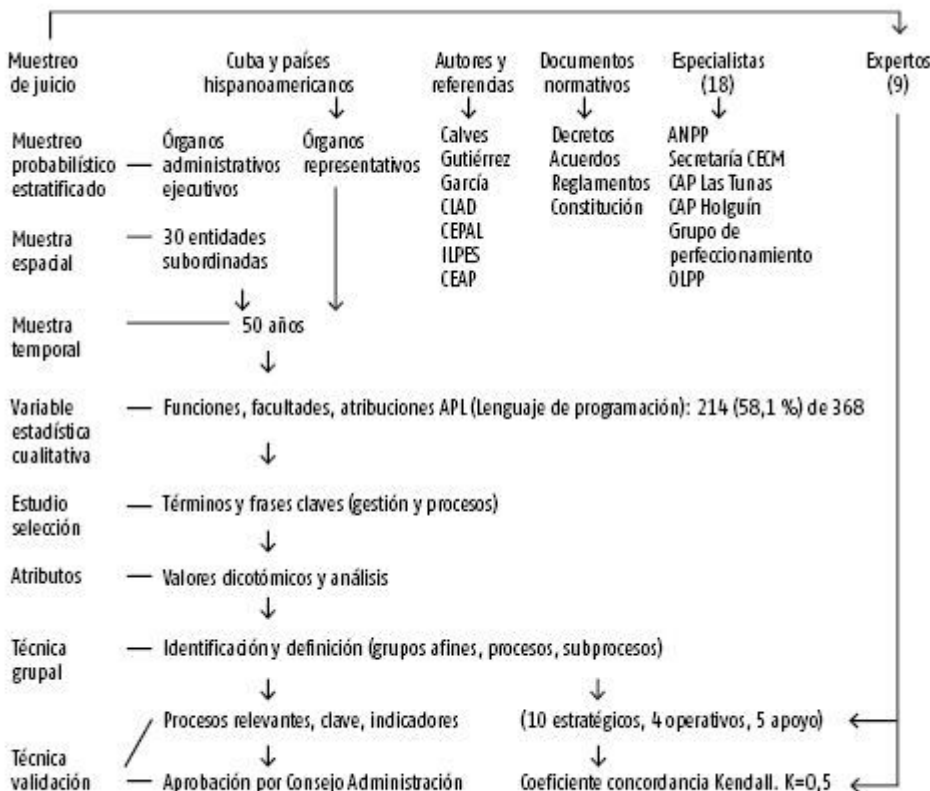 Muestreo
de juicio
Cuba y países
hispanoamericanos
Autores y
referencias
Documentos
normativos
Especialistas
(18)
Expertos
(9)
Muestreo
probabilístico
estratificado
Órganos
administrativos
ejecutivos
Órganos
representativos
Calves
Gutiérrez
García
CLAD
CEPAL
ILPES
CEAP
Decretos
Acuerdos
Reglamentos
Constitución
ANPP
Secretaría CECM
CAP Las Tunas
CAP Holguín
Grupo de
perfeccionamiento
OLPP
Muestra
espacial
30 entidades
subordinadas
Muestra
temporal
50 años
Variable
estadística
cualitativa
Funciones, facultades, atribuciones APL (Lenguaje de programación): 214 (58,1 %) de 368
Estudio
selección
Términos y frases claves (gestión y procesos)
Atributos
Valores dicotómicos y análisis
Técnica
grupal
Identificación y definición (grupos afines, procesos, subprocesos)
Procesos relevantes, clave, indicadores
(10 estratégicos, 4 operativos, 5 apoyo)
Técnica
validación
Aprobación por Consejo Administración
Coeficiente concordancia Kendall. K=0,5